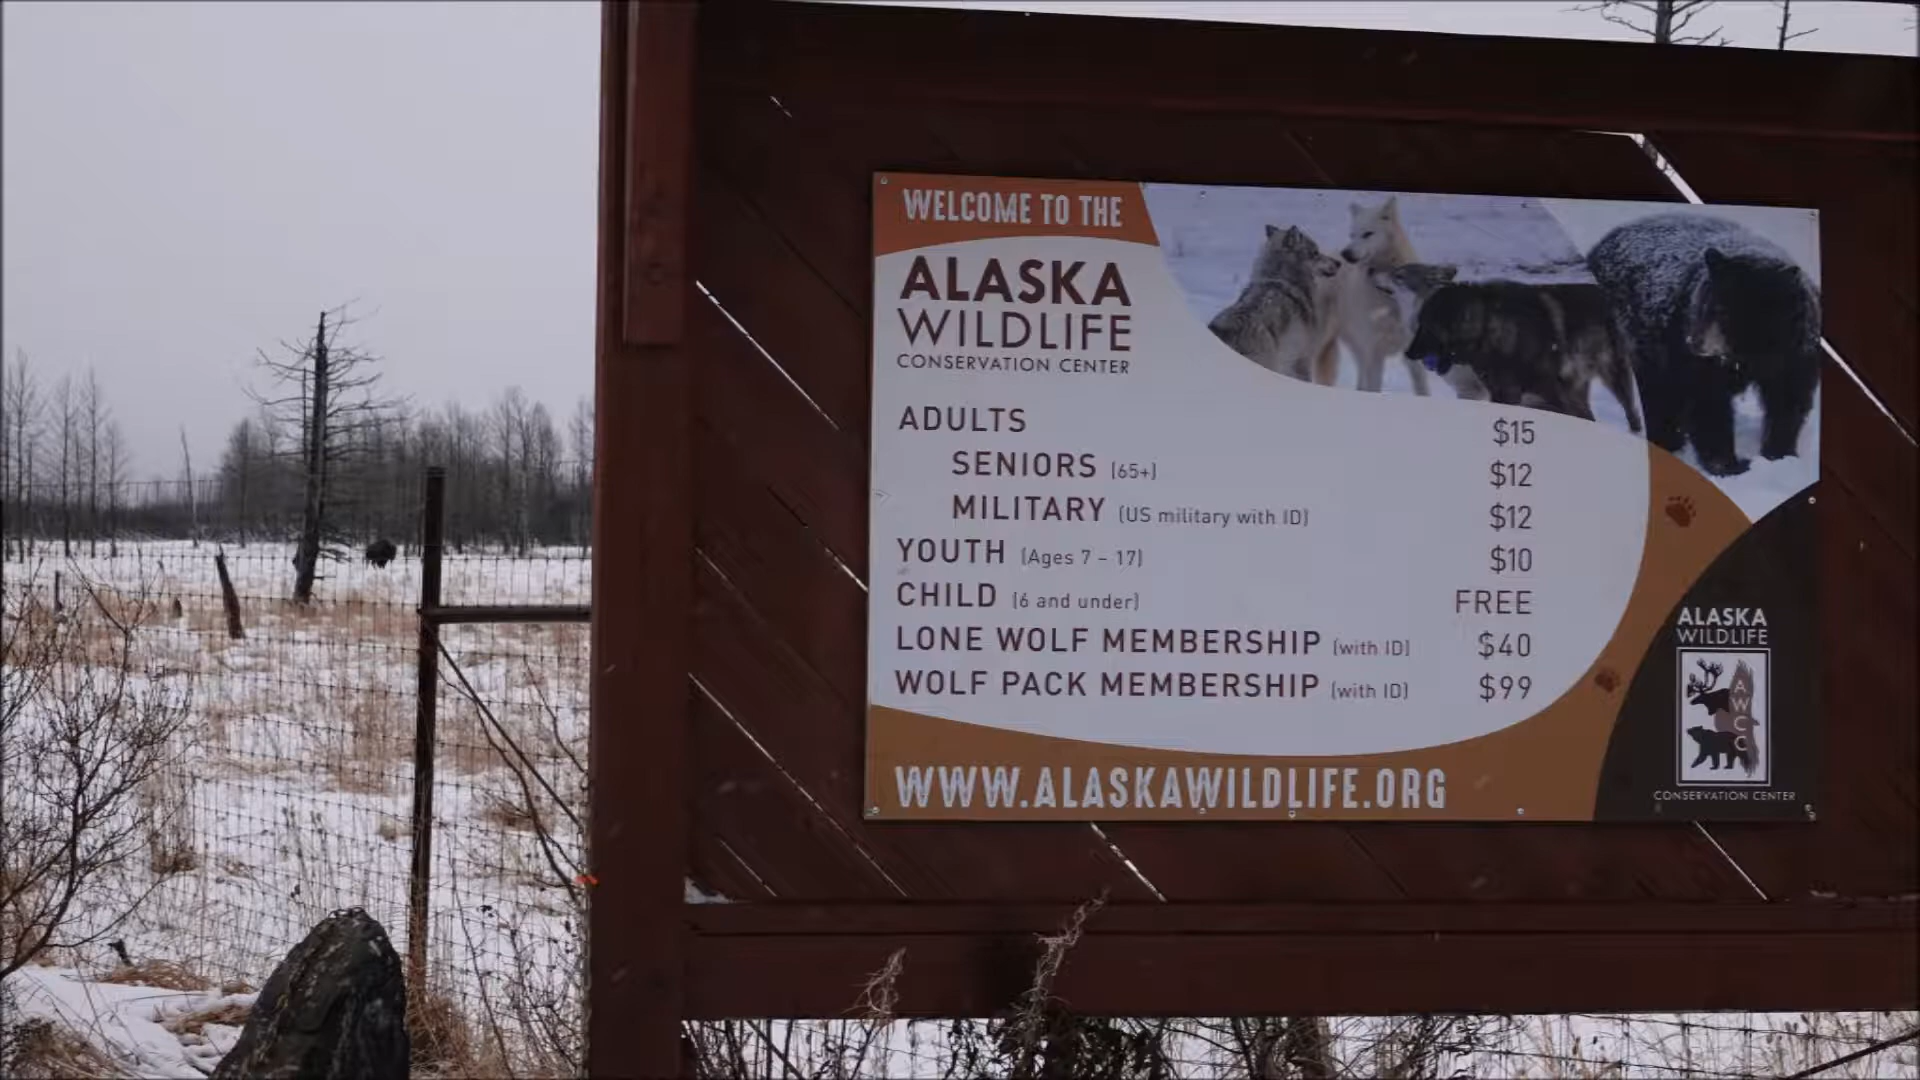 WELCOME TO THE
ALASKA
WILDLIFE
CONSERVATION CENTER
ADULTS $15
SENIORS (65+) $12
MILITARY (US military with ID) $12
YOUTH (Ages 7 – 17) $10
CHILD (6 and under) FREE
LONE WOLF MEMBERSHIP (with ID) $40
WOLF PACK MEMBERSHIP (with ID) $99
WWW.ALASKAWILDLIFE.ORG
ALASKA
WILDLIFE
AWCC
CONSERVATION CENTER